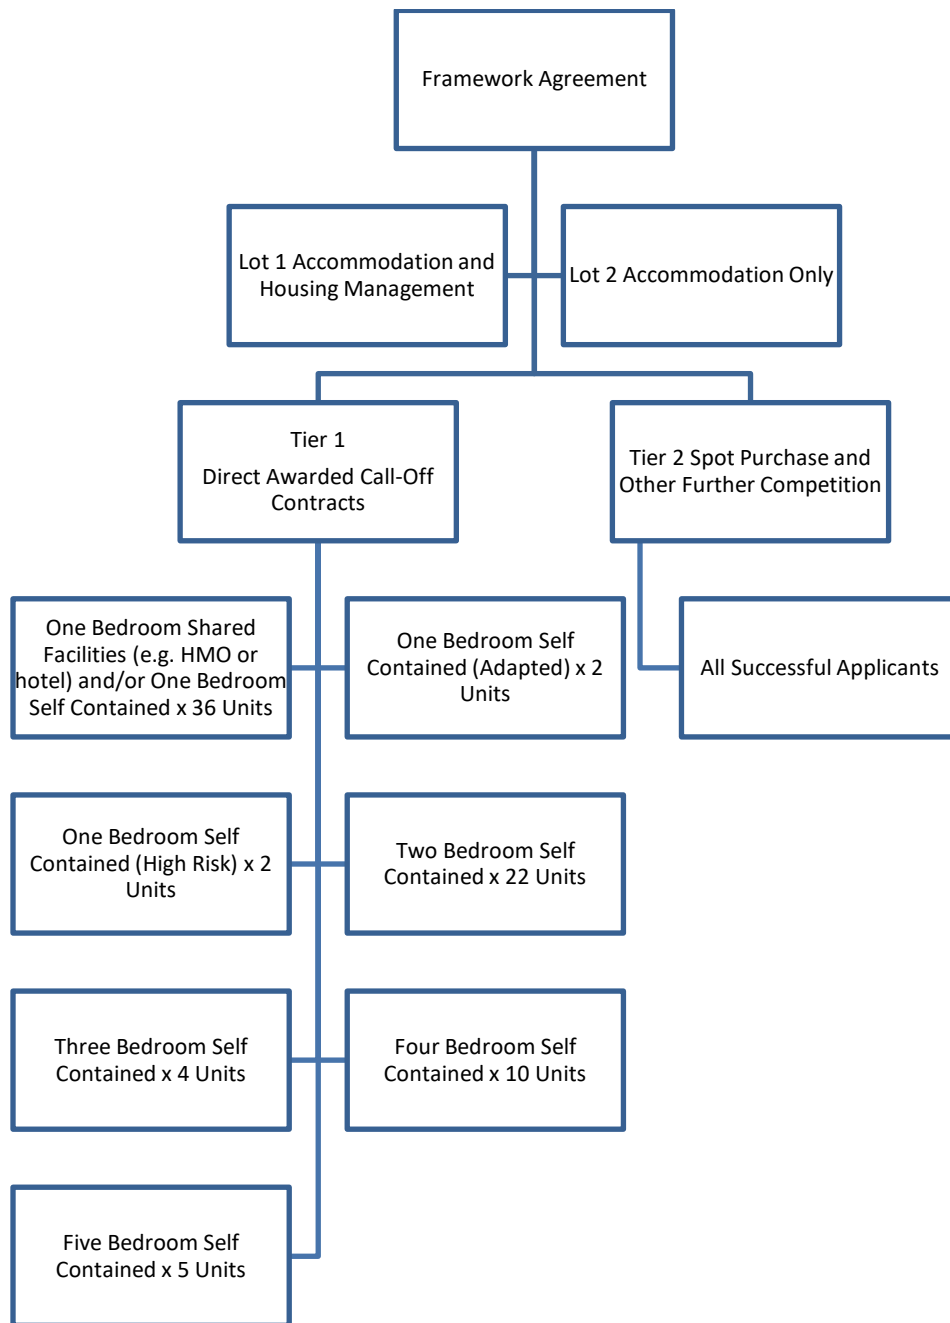 Framework Agreement
Lot 1 Accommodation and
Housing Management
Lot 2 Accommodation Only
Tier 1
Direct Awarded Call-Off
Contracts
Tier 2 Spot Purchase and
Other Further Competition
One Bedroom Shared
Facilities (e.g. HMO or
hotel) and/or One Bedroom
Self Contained x 36 Units
One Bedroom Self
Contained (Adapted) x 2
Units
All Successful Applicants
One Bedroom Self
Contained (High Risk) x 2
Units
Two Bedroom Self
Contained x 22 Units
Three Bedroom Self
Contained x 4 Units
Four Bedroom Self
Contained x 10 Units
Five Bedroom Self
Contained x 5 Units